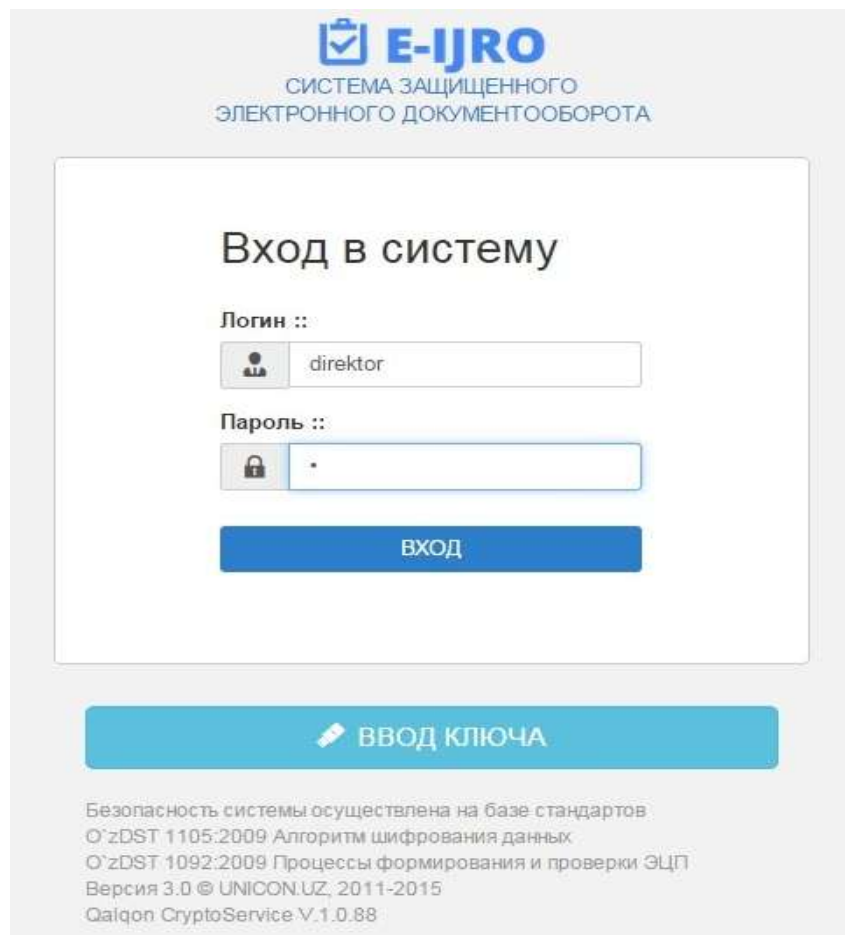 E-IJRO
СИСТЕМА ЗАЩИЩЕННОГО
ЭЛЕКТРОННОГО ДОКУМЕНТООБОРОТА
Вход в систему
Логин ::
direktor
Пароль ::
ВХОД
ВВОД КЛЮЧА
Безопасность системы осуществлена на базе стандартов
O`zDST 1105:2009 Алгоритм шифрования данных
O`zDST 1092:2009 Процессы формирования и проверки ЭЦП
Версия 3.0 © UNICON.UZ, 2011-2015
Qalqon CryptoService V.1.0.88